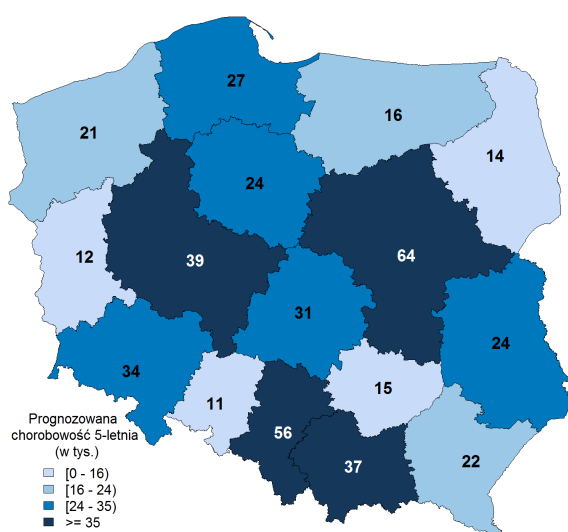 27
21
16
14
24
64
39
12
31
24
34
15
11
56
22
37
Prognozowana
chorobowość 5-letnia
(w tys.)
[0 - 16)
[16 - 24)
[24 - 35)
>= 35